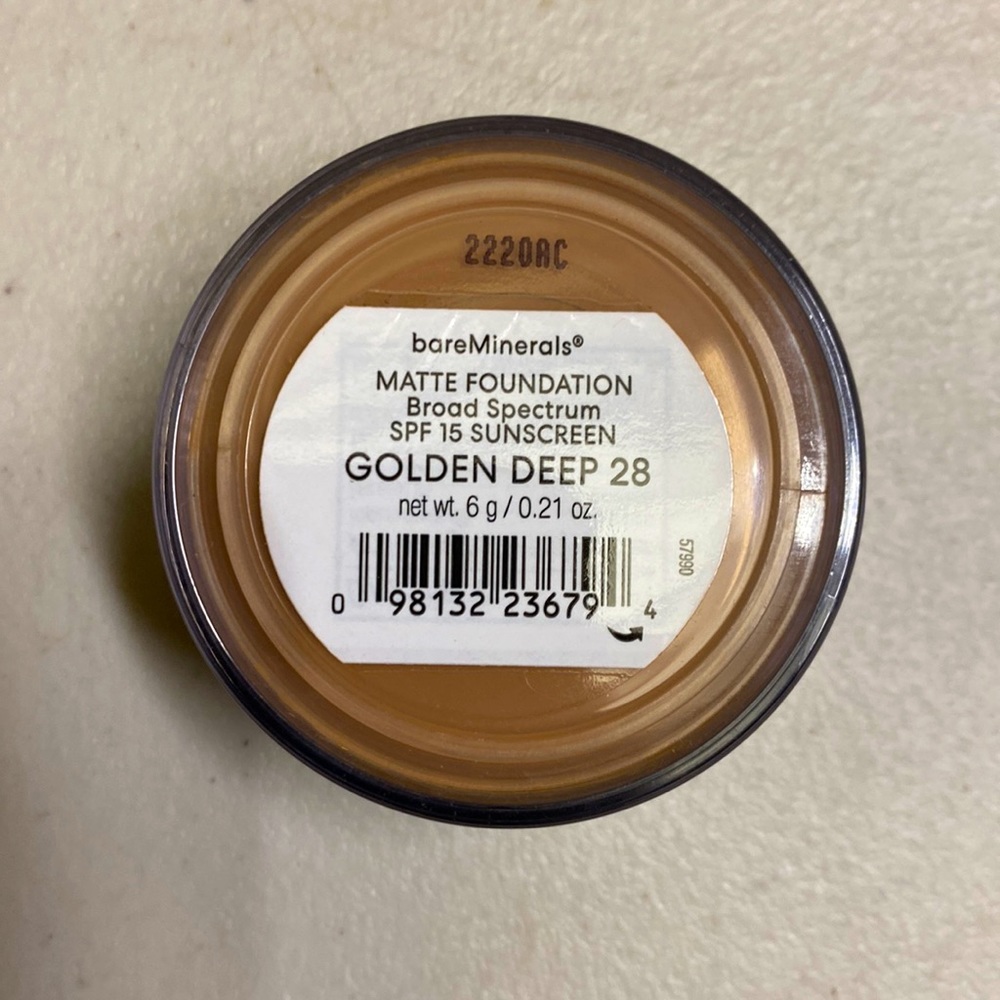 2220AC
bareMinerals®
MATTE FOUNDATION
Broad Spectrum
SPF 15 SUNSCREEN
GOLDEN DEEP 28
net wt. 6 g / 0.21 oz.
57990
0 98132 23679 4